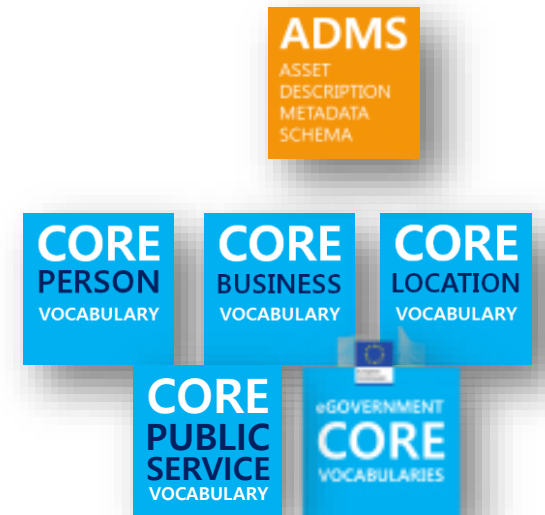 ADMS
ASSET
DESCRIPTION
METADATA
SCHEMA
CORE
PERSON
VOCABULARY
CORE
BUSINESS
VOCABULARY
CORE
LOCATION
VOCABULARY
CORE
PUBLIC
SERVICE
VOCABULARY
eGOVERNMENT
CORE
VOCABULARIES